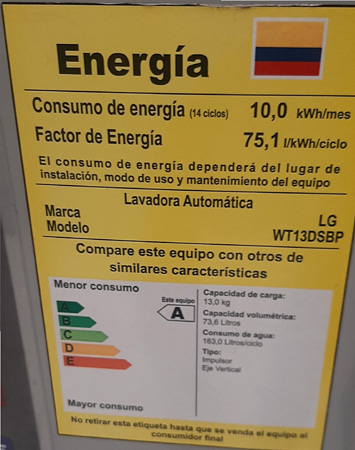 Energía
Consumo de energía (14 ciclos) 10,0 kWh/mes
Factor de Energía 75,1 l/kWh/ciclo
El consumo de energía dependerá del lugar de
instalación, modo de uso y mantenimiento del equipo
Lavadora Automática
Marca LG
Modelo WT13DSBP
Compare este equipo con otros de
similares características
Menor consumo
Este equipo
A
A
B
C
D
E
Mayor consumo
Capacidad de carga:
13,0 kg
Capacidad volumétrica:
73,6 Litros
Consumo de agua:
163,0 Litros/ciclo
Tipo:
Impulsor
Eje Vertical
No retirar esta etiqueta hasta que se venda el equipo al
consumidor final